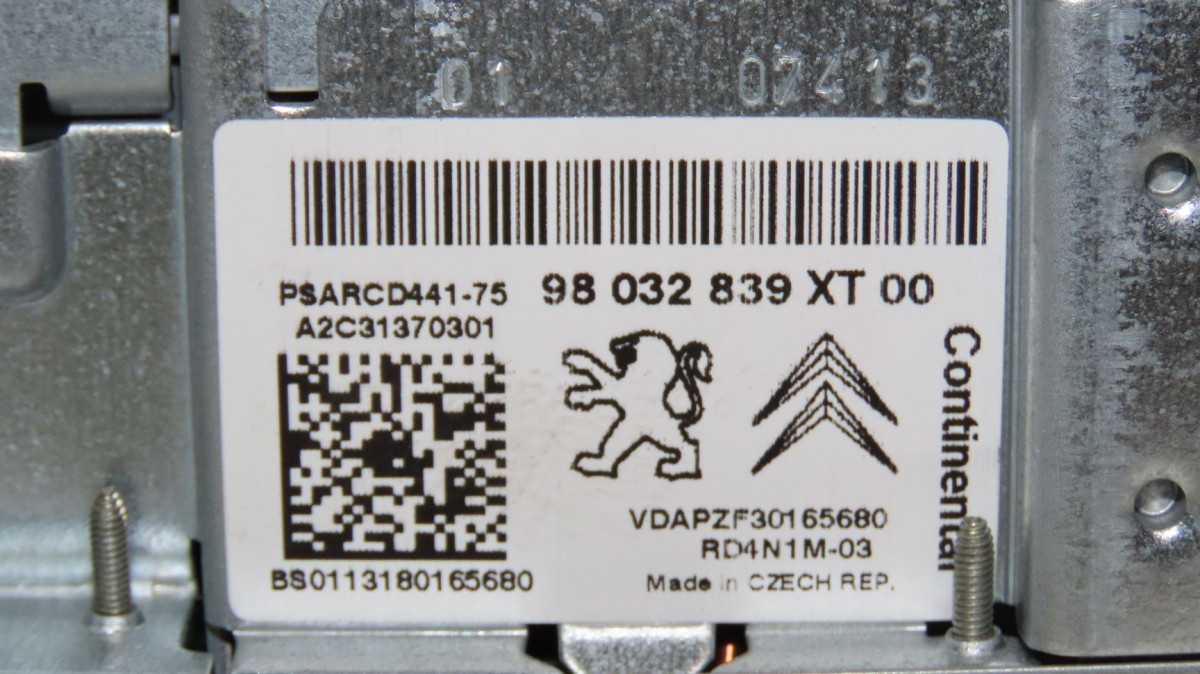 01 07413
PSARCD441-75 98 032 839 XT 00
A2C31370301
Continental
VDAPZF30165680
RD4N1M-03
BS0113180165680 Made in CZECH REP.